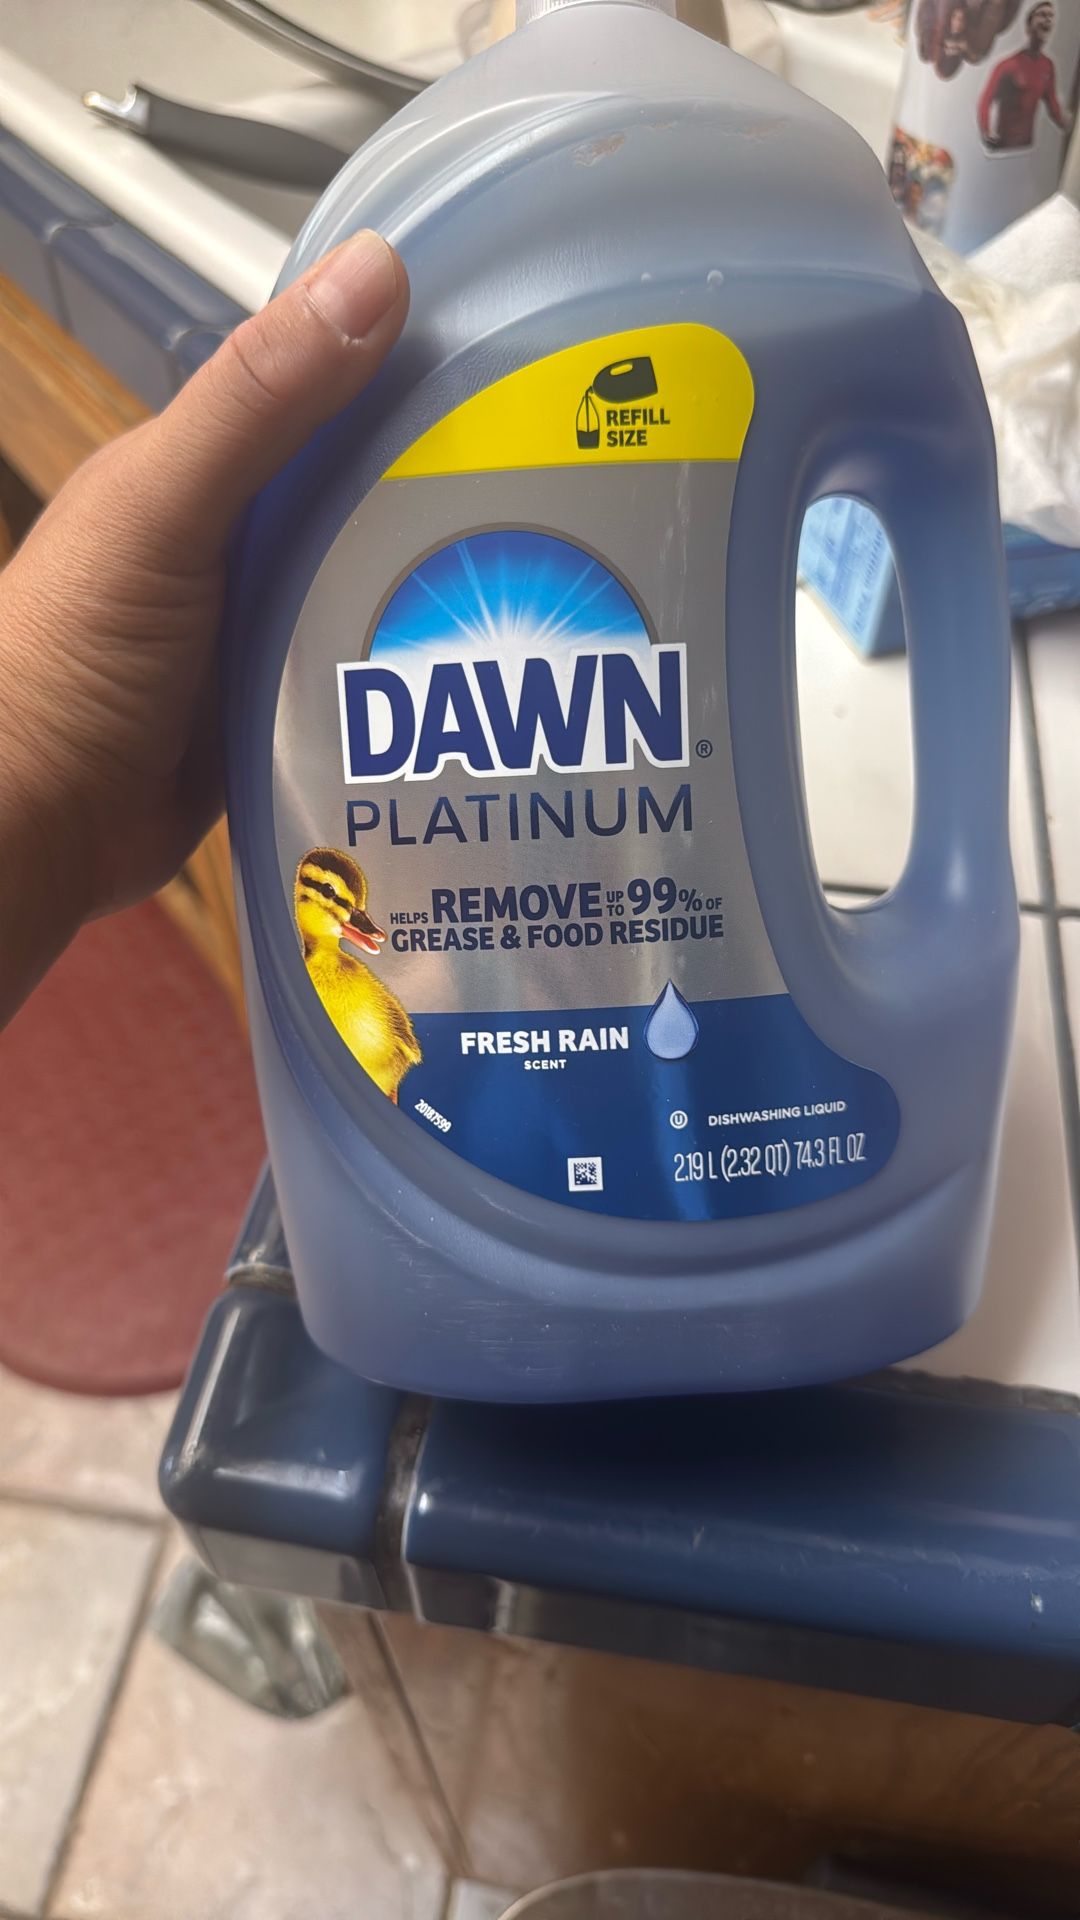 REFILL
SIZE
DAWN®
PLATINUM
HELPS REMOVE UP TO 99% OF
GREASE & FOOD RESIDUE
FRESH RAIN
SCENT
20187599
U DISHWASHING LIQUID
2.19 L (2.32 QT) 74.3 FL OZ